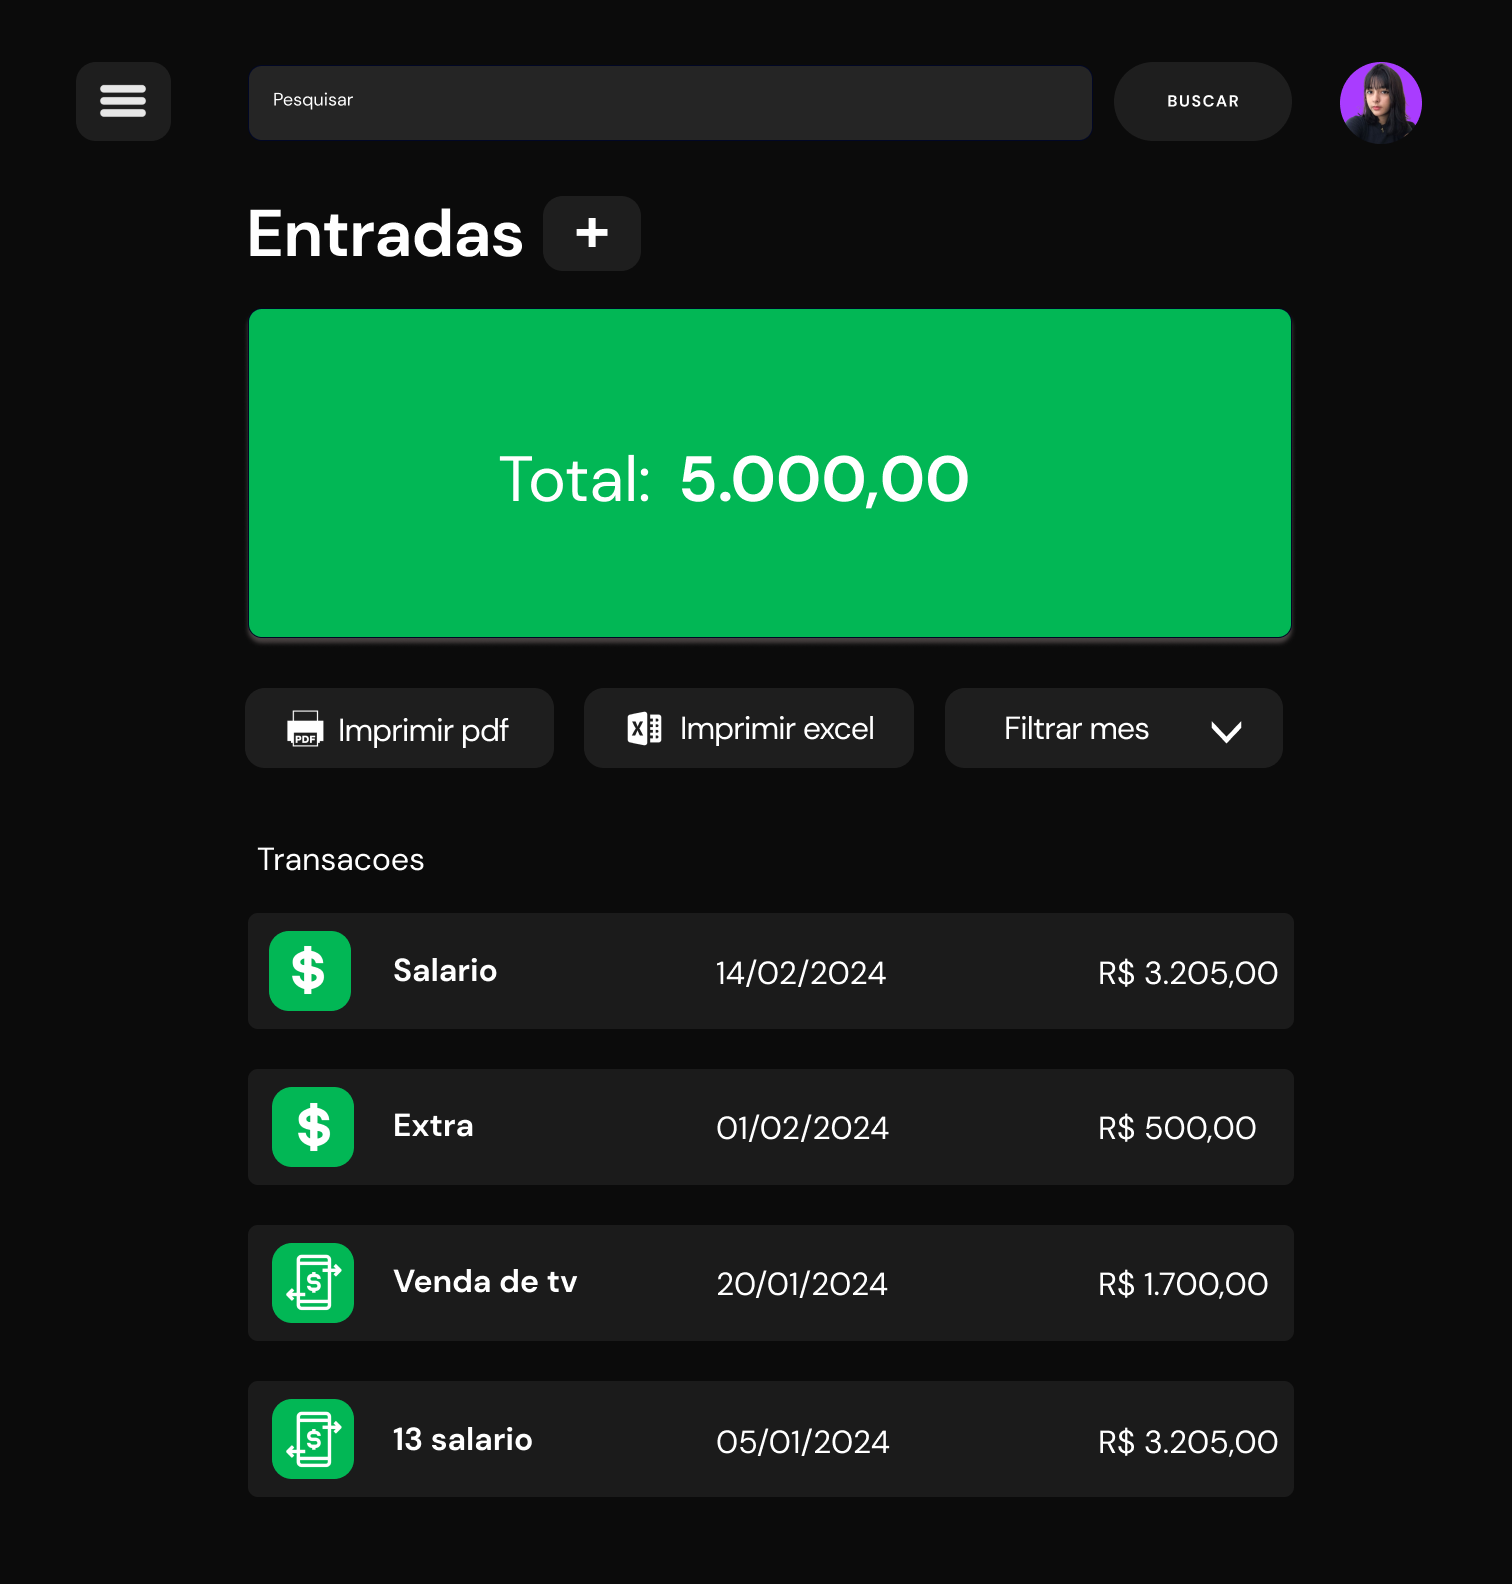 Pesquisar
BUSCAR
Entradas +
Total: 5.000,00
PDF Imprimir pdf
X Imprimir excel
Filtrar mes
Transacoes
$ Salario 14/02/2024 R$ 3.205,00
$ Extra 01/02/2024 R$ 500,00
$ Venda de tv 20/01/2024 R$ 1.700,00
$ 13 salario 05/01/2024 R$ 3.205,00